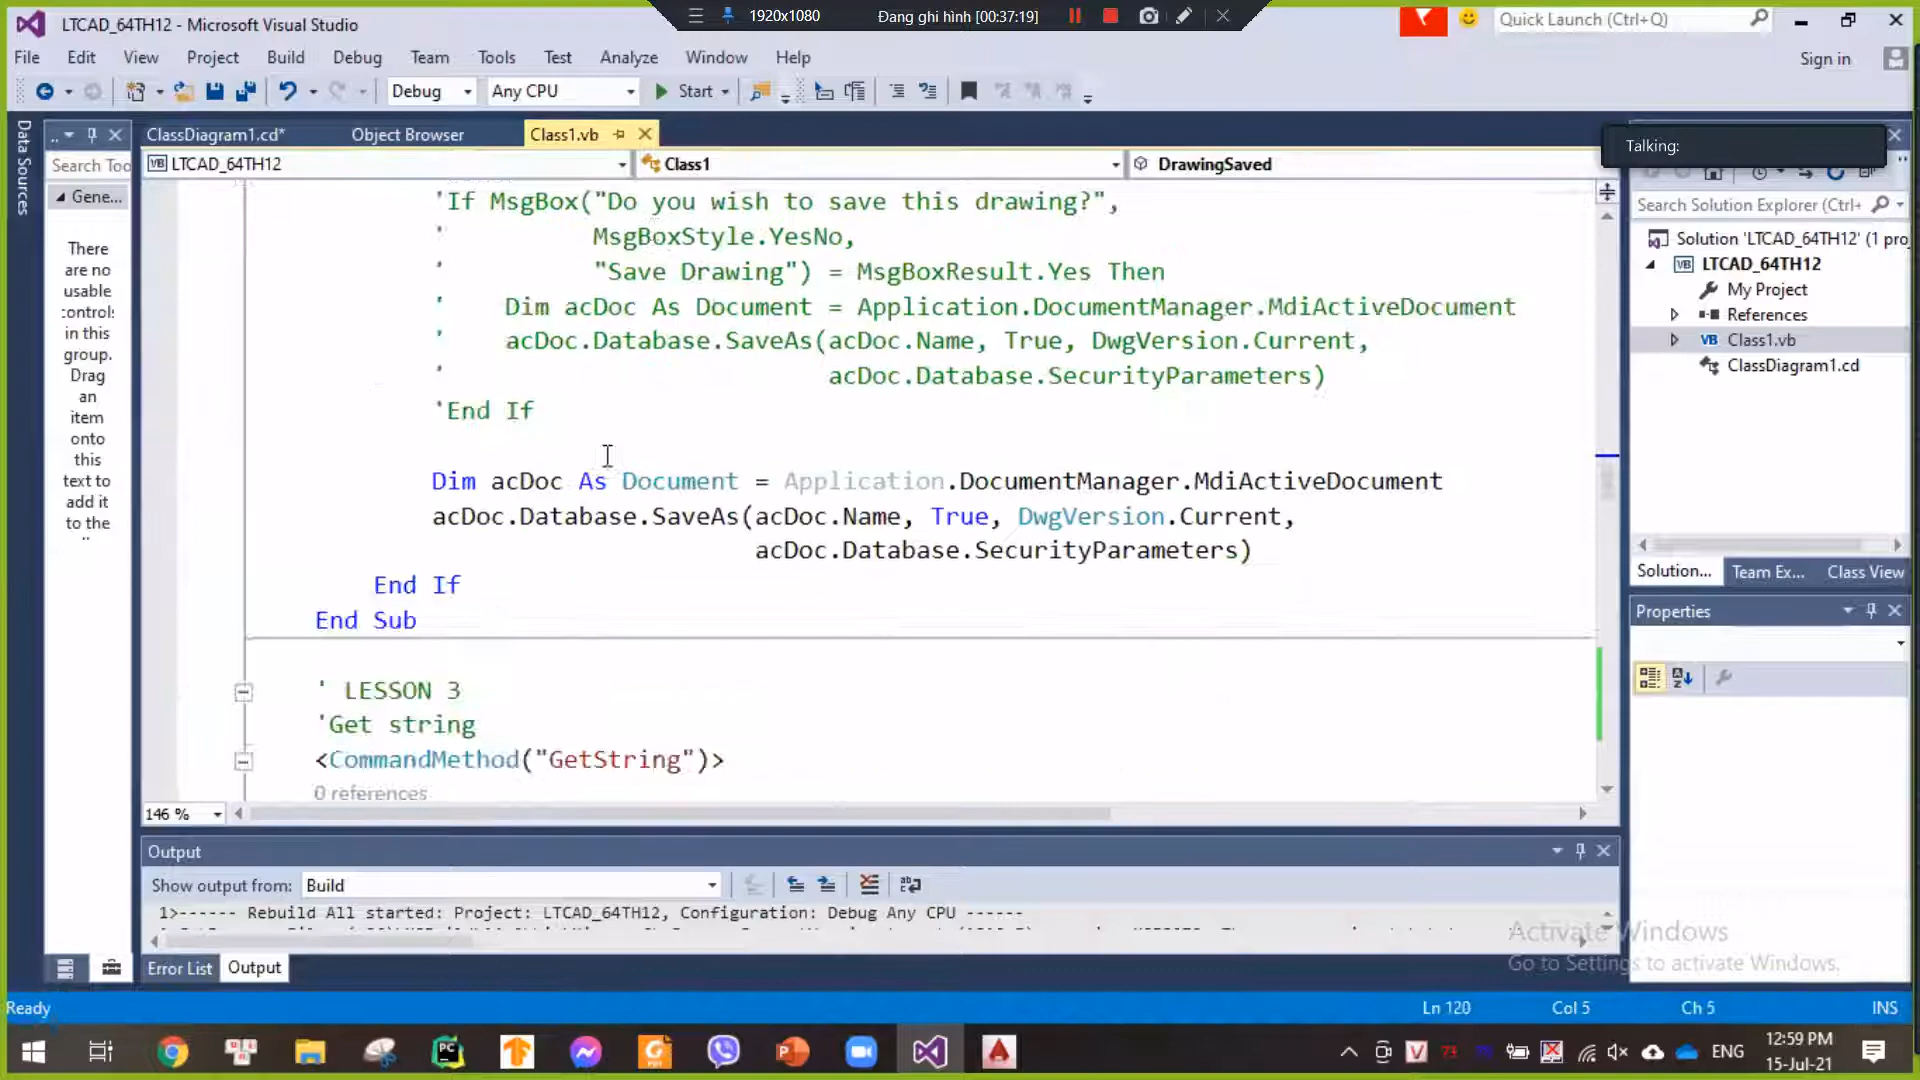 LTCAD_64TH12 - Microsoft Visual Studio
1920x1080
Đang ghi hình [00:37:19]
Quick Launch (Ctrl+Q)
File Edit View Project Build Debug Team Tools Test Analyze Window Help
Sign in
Debug
Any CPU
Start
Data Sources
ClassDiagram1.cd*
Object Browser
Class1.vb
Talking:
Search Too
VB LTCAD_64TH12
Class1
DrawingSaved
Gene...
There
are no
usable
controls
in this
group.
Drag
an
item
onto
this
text to
add it
to the
'If MsgBox("Do you wish to save this drawing?",
' MsgBoxStyle.YesNo,
' "Save Drawing") = MsgBoxResult.Yes Then
' Dim acDoc As Document = Application.DocumentManager.MdiActiveDocument
' acDoc.Database.SaveAs(acDoc.Name, True, DwgVersion.Current,
' acDoc.Database.SecurityParameters)
'End If
Dim acDoc As Document = Application.DocumentManager.MdiActiveDocument
acDoc.Database.SaveAs(acDoc.Name, True, DwgVersion.Current,
acDoc.Database.SecurityParameters)
End If
End Sub
' LESSON 3
'Get string
<CommandMethod("GetString")>
0 references
146 %
Search Solution Explorer (Ctrl+
Solution 'LTCAD_64TH12' (1 proj
VB LTCAD_64TH12
My Project
References
VB Class1.vb
ClassDiagram1.cd
Solution... Team Ex... Class View
Properties
Output
Show output from: Build
1>------ Rebuild All started: Project: LTCAD_64TH12, Configuration: Debug Any CPU ------
Error List
Output
Activate Windows
Go to Settings to activate Windows.
Ready
Ln 120
Col 5
Ch 5
INS
ENG
12:59 PM
15-Jul-21